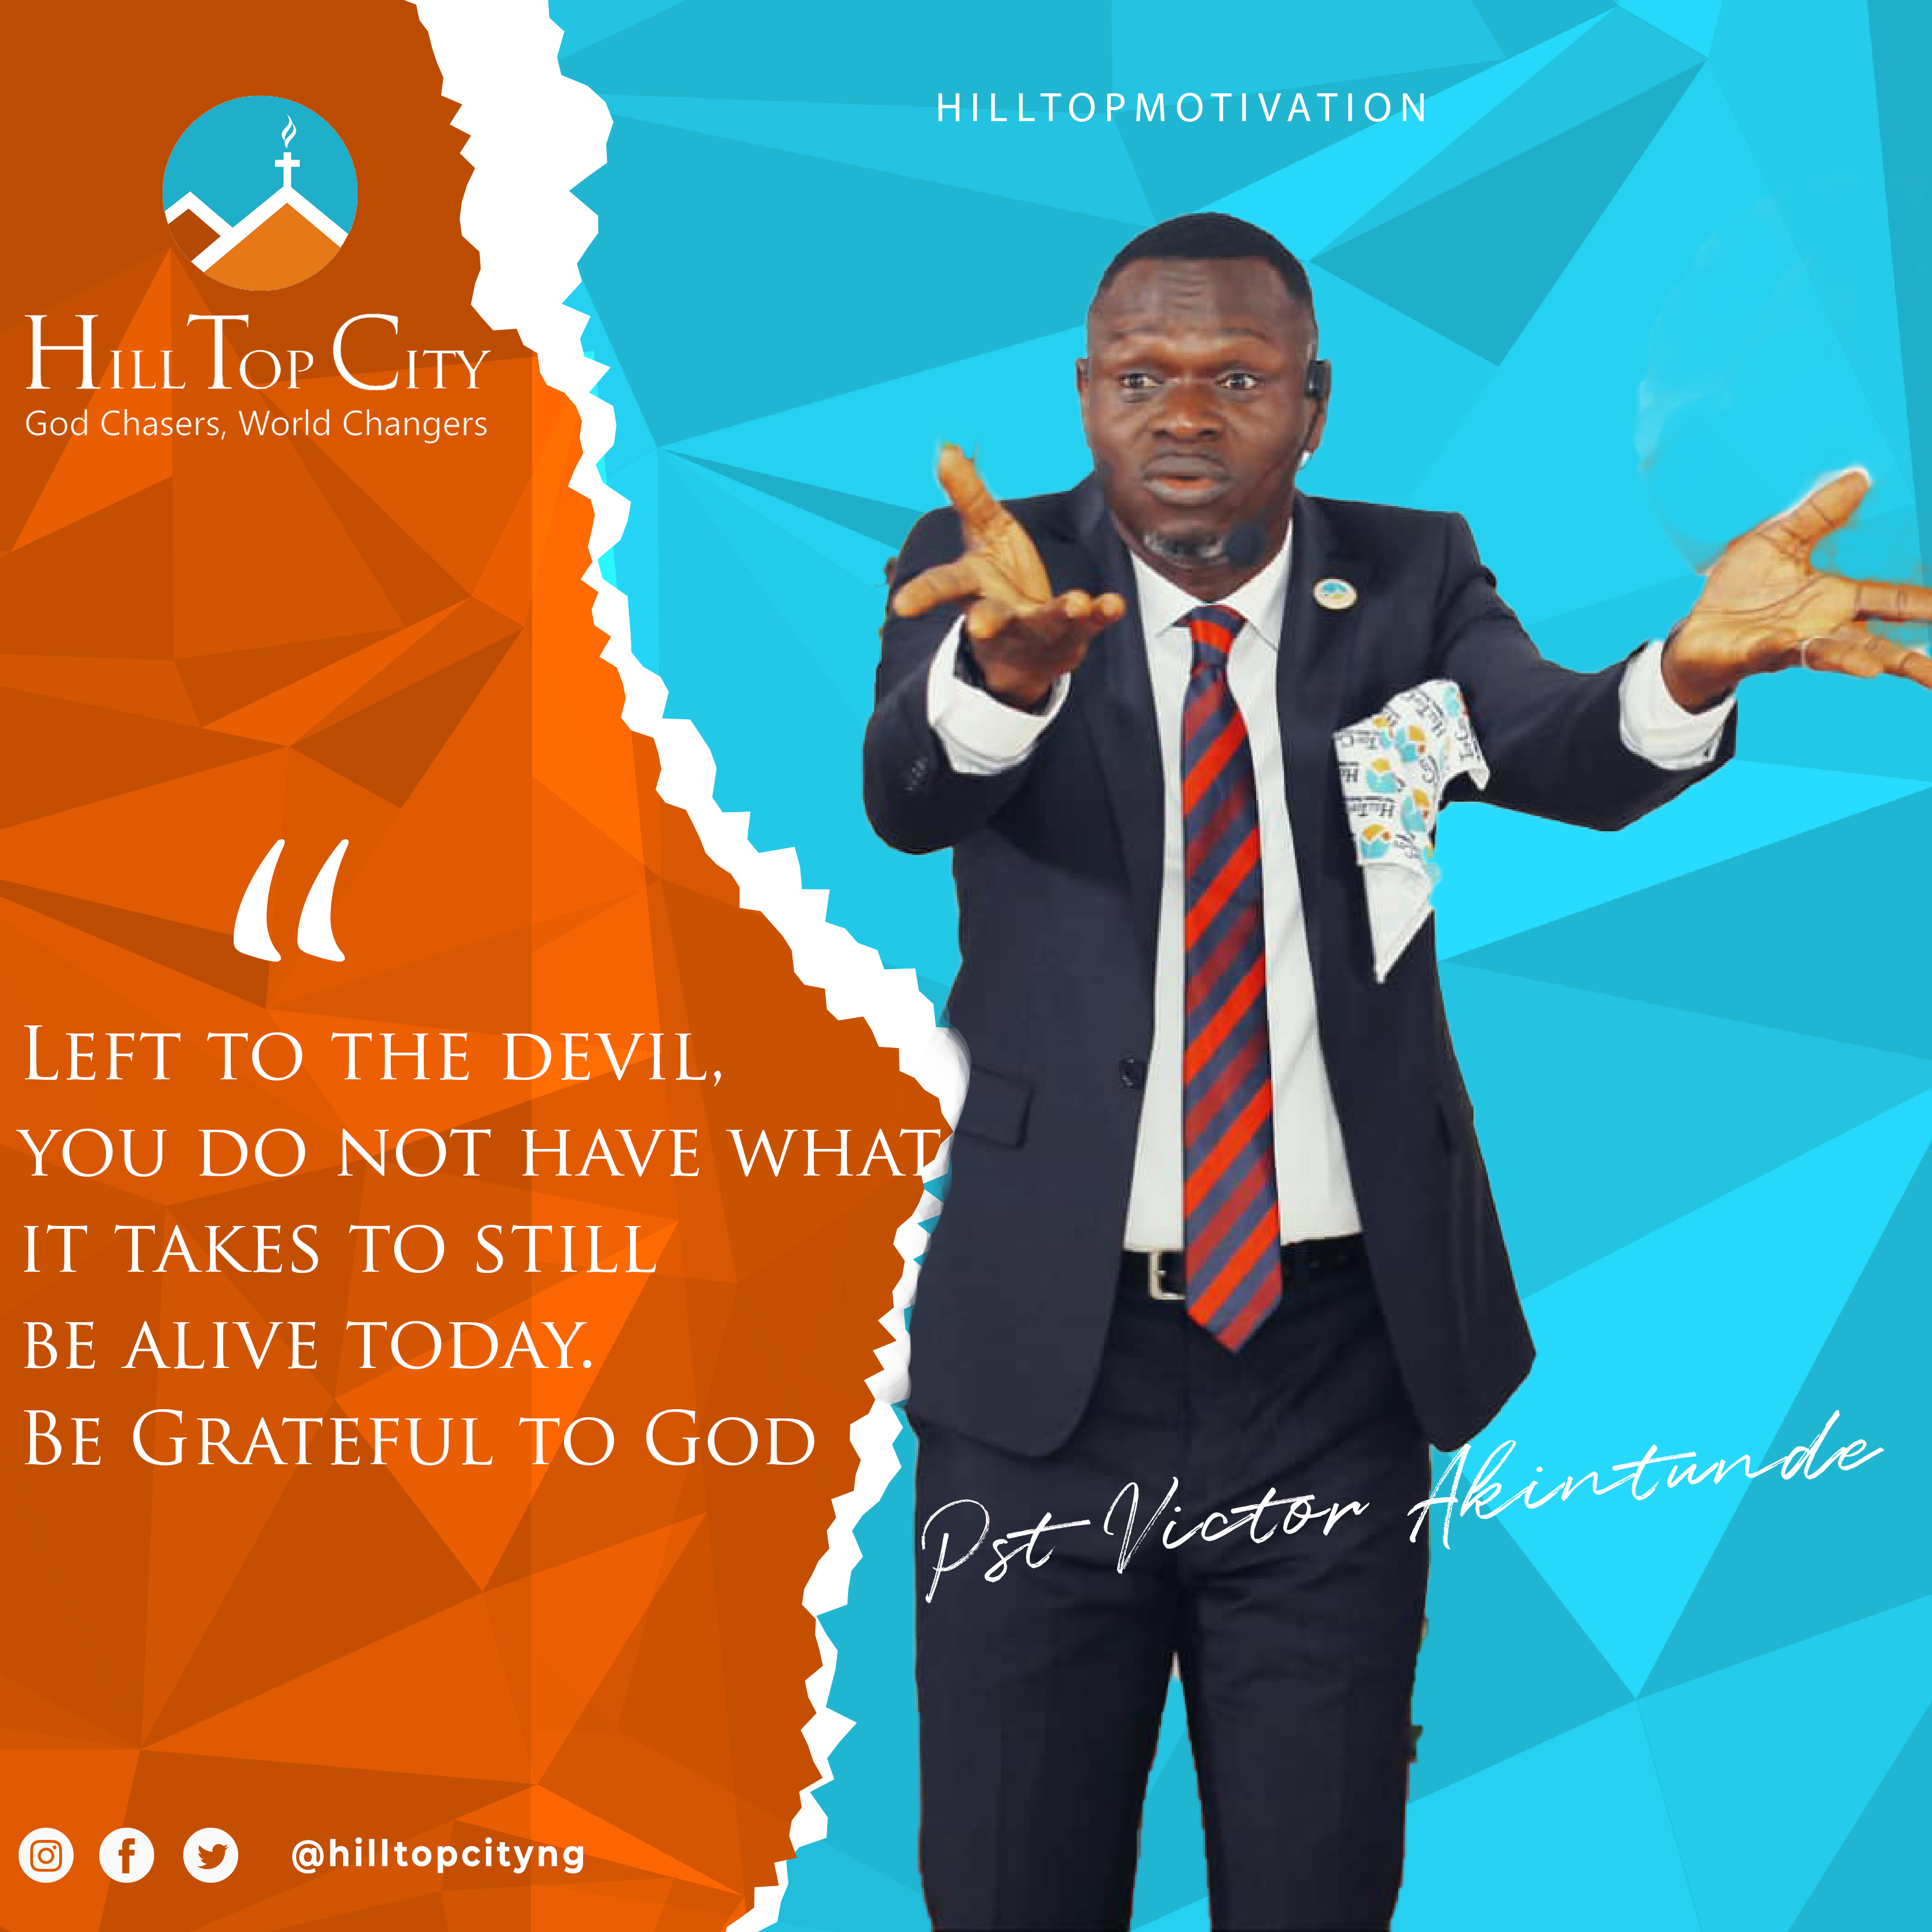 HILLTOPMOTIVATION
HILL TOP CITY
God Chasers, World Changers
“
LEFT TO THE DEVIL,
YOU DO NOT HAVE WHAT
IT TAKES TO STILL
BE ALIVE TODAY.
BE GRATEFUL TO GOD
Pst Victor Akintunde
@hilltopcityng